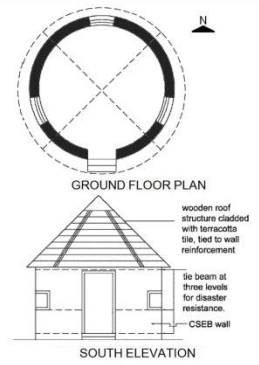 N
GROUND FLOOR PLAN
wooden roof
structure cladded
with terracotta
tile, tied to wall
reinforcement
tie beam at
three levels
for disaster
resistance.
CSEB wall
SOUTH ELEVATION